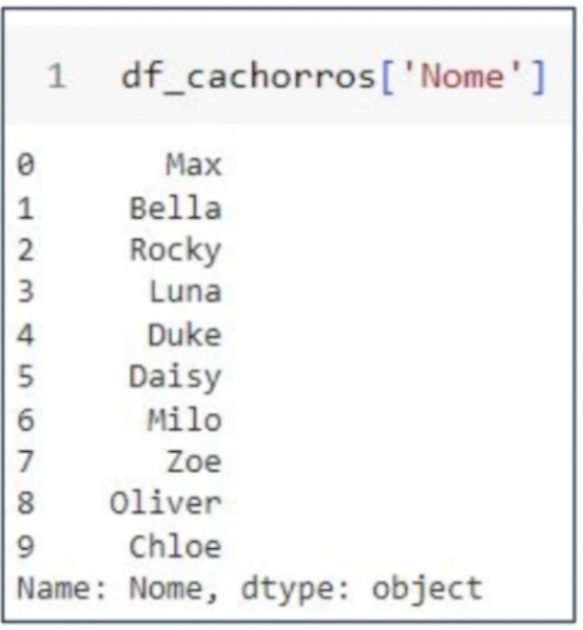 1 df_cachorros['Nome']
0 Max
1 Bella
2 Rocky
3 Luna
4 Duke
5 Daisy
6 Milo
7 Zoe
8 Oliver
9 Chloe
Name: Nome, dtype: object